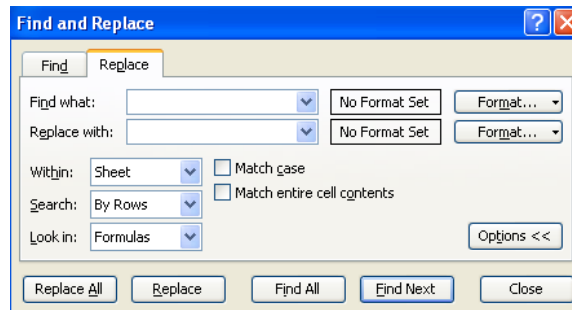 Find and Replace
Find Replace
Find what: No Format Set Format...
Replace with: No Format Set Format...
Within: Sheet Match case
Match entire cell contents
Search: By Rows
Look in: Formulas Options <<
Replace All Replace Find All Find Next Close